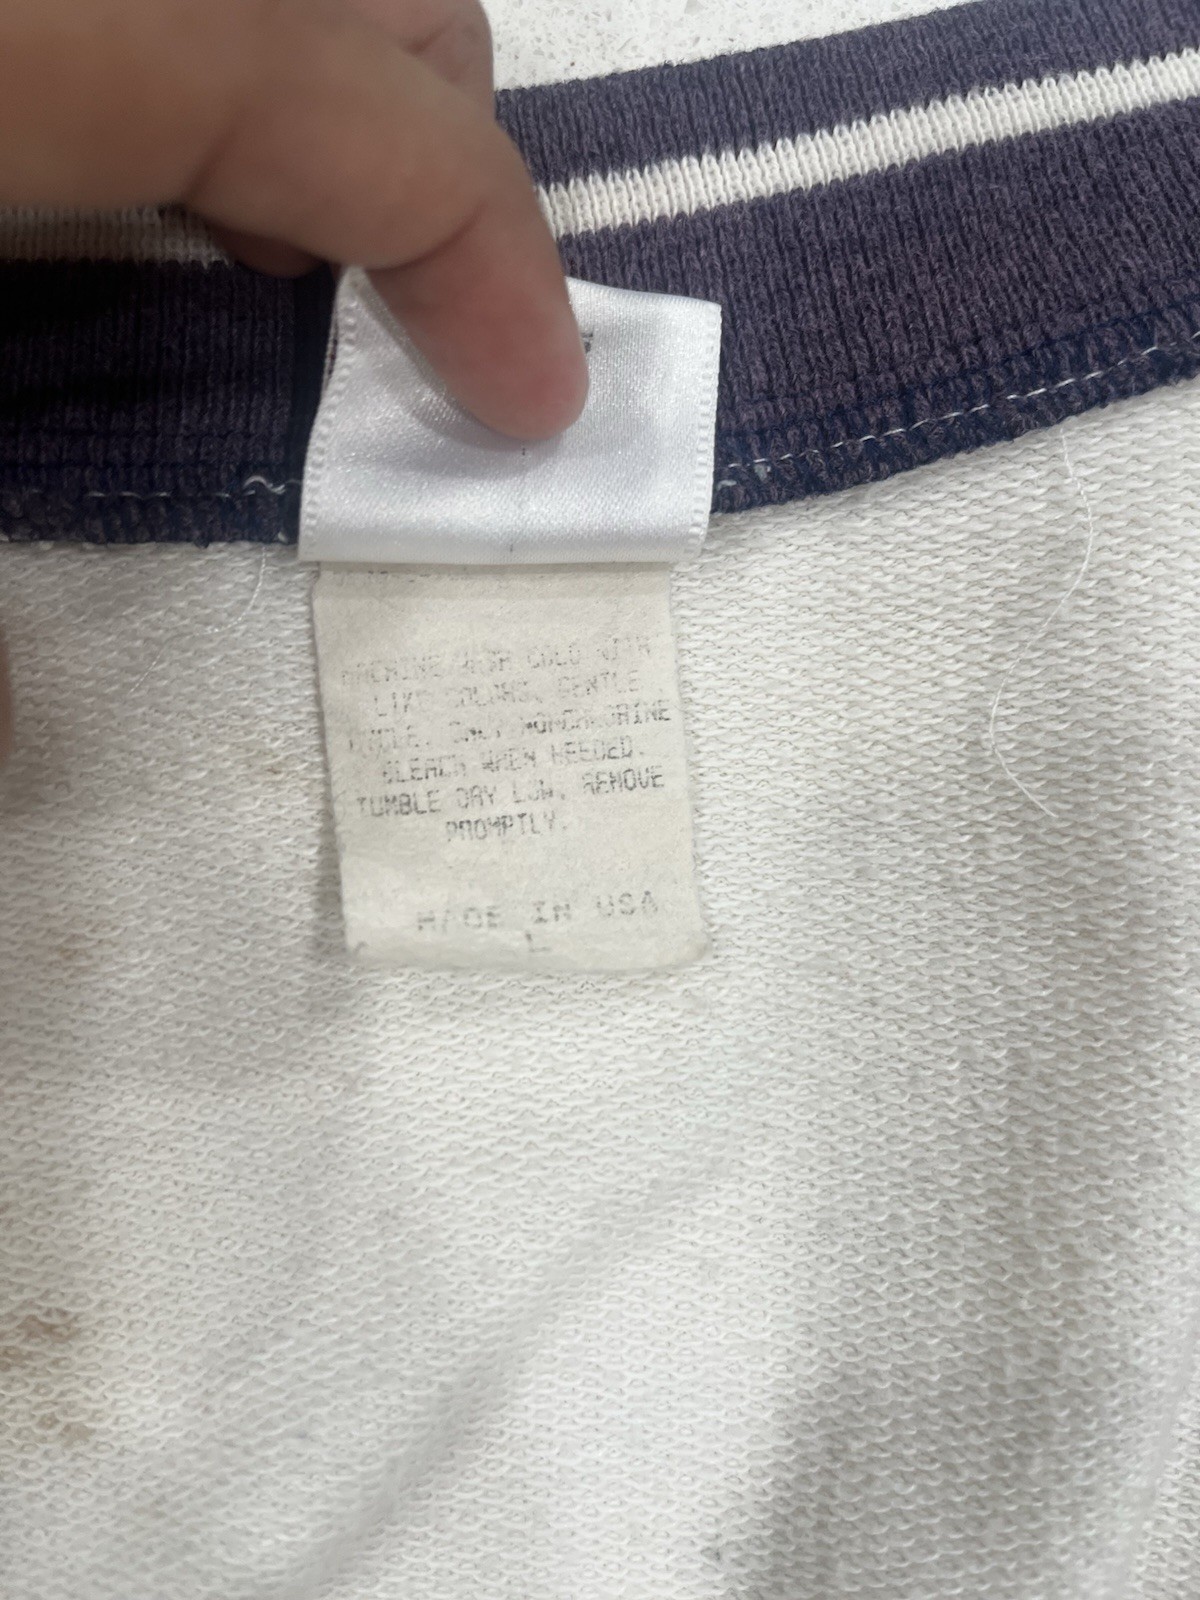 MACHINE WASH COLD WITH
LIKE COLORS. GENTLE
CYCLE. ONLY NONCHLORINE
BLEACH WHEN NEEDED.
TUMBLE DRY LOW. REMOVE
PROMPTLY.
MADE IN USA
L